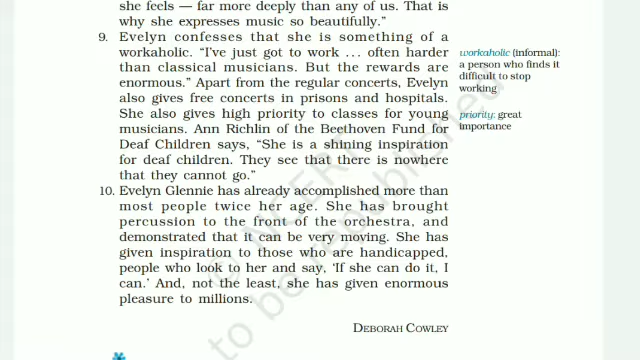 she feels — far more deeply than any of us. That is
why she expresses music so beautifully.”
9. Evelyn confesses that she is something of a
workaholic. “I’ve just got to work ... often harder
than classical musicians. But the rewards are
enormous.” Apart from the regular concerts, Evelyn
also gives free concerts in prisons and hospitals.
She also gives high priority to classes for young
musicians. Ann Richlin of the Beethoven Fund for
Deaf Children says, “She is a shining inspiration
for deaf children. They see that there is nowhere
that they cannot go.”
workaholic (informal):
a person who finds it
difficult to stop
working
priority: great
importance
10. Evelyn Glennie has already accomplished more than
most people twice her age. She has brought
percussion to the front of the orchestra, and
demonstrated that it can be very moving. She has
given inspiration to those who are handicapped,
people who look to her and say, ‘If she can do it, I
can.’ And, not the least, she has given enormous
pleasure to millions.
DEBORAH COWLEY
© NCERT
not to be republished